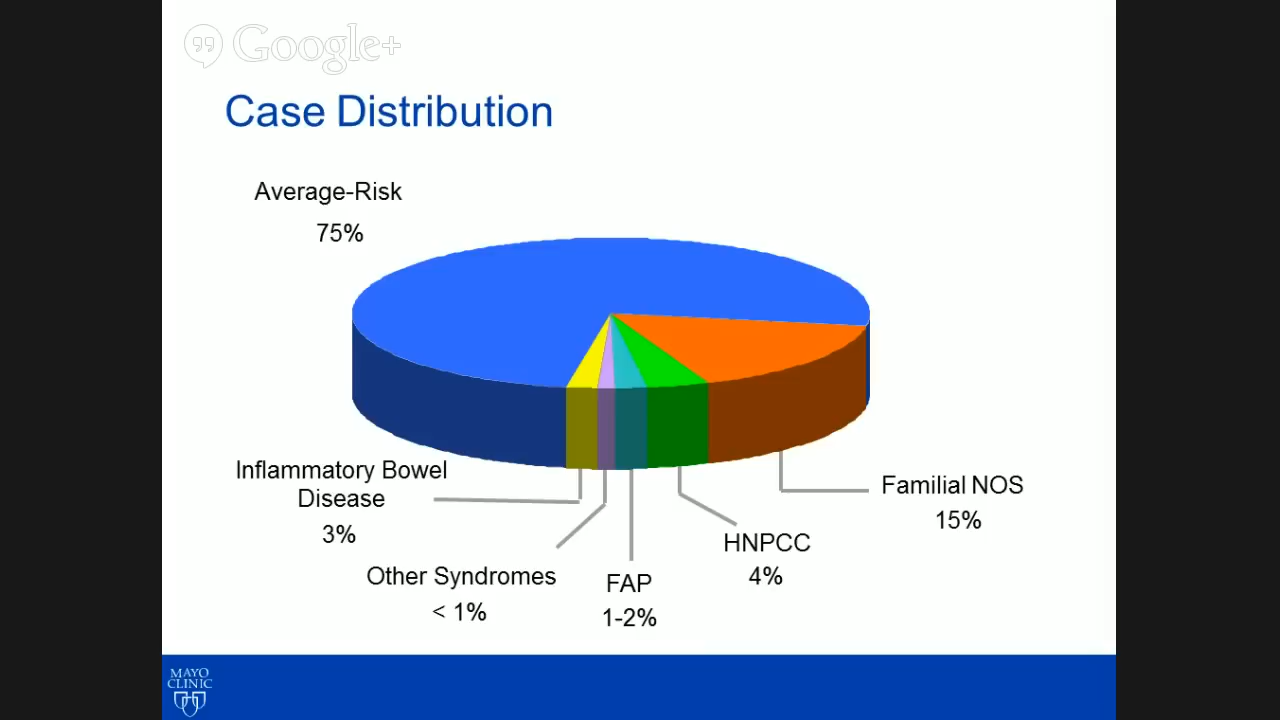 Google+
Case Distribution
Average-Risk
75%
Inflammatory Bowel
Disease
3%
Other Syndromes
< 1%
FAP
1-2%
HNPCC
4%
Familial NOS
15%
MAYO
CLINIC